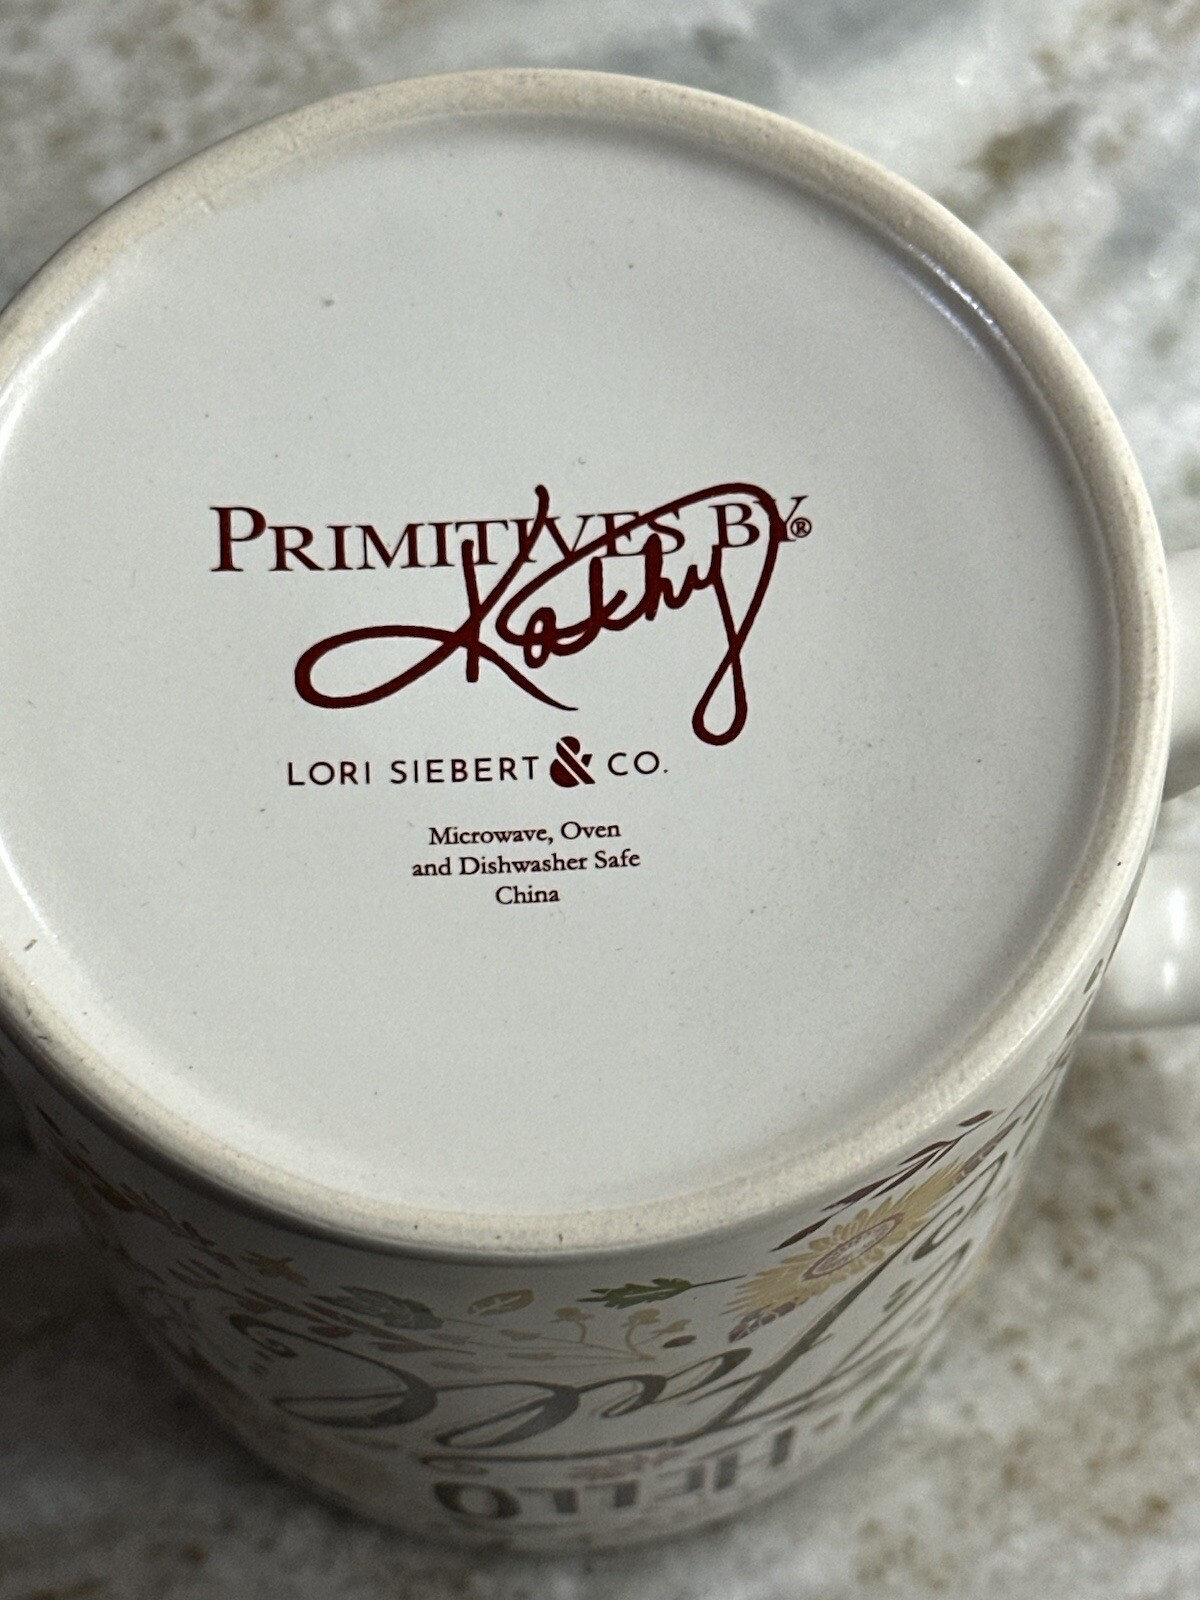 PRIMITIVES BY®
Kathy
LORI SIEBERT & CO.
Microwave, Oven
and Dishwasher Safe
China
HELLO